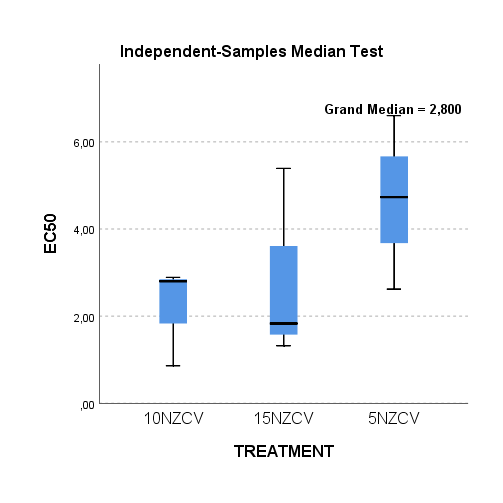 Independent-Samples Median Test
Grand Median = 2,800
6,00
4,00
2,00
,00
EC50
10NZCV 15NZCV 5NZCV
TREATMENT